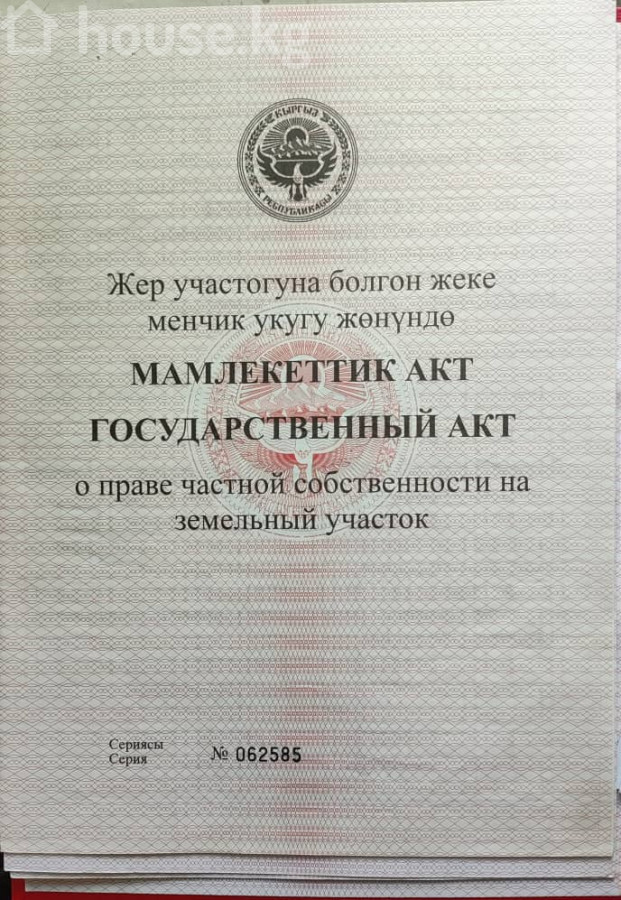 house.kg
КЫРГЫЗ
РЕСПУБЛИКАСЫ
Жер участогуна болгон жеке
менчик укугу жөнүндө
МАМЛЕКЕТТИК АКТ
ГОСУДАРСТВЕННЫЙ АКТ
о праве частной собственности на
земельный участок
Сериясы
Серия
№ 062585